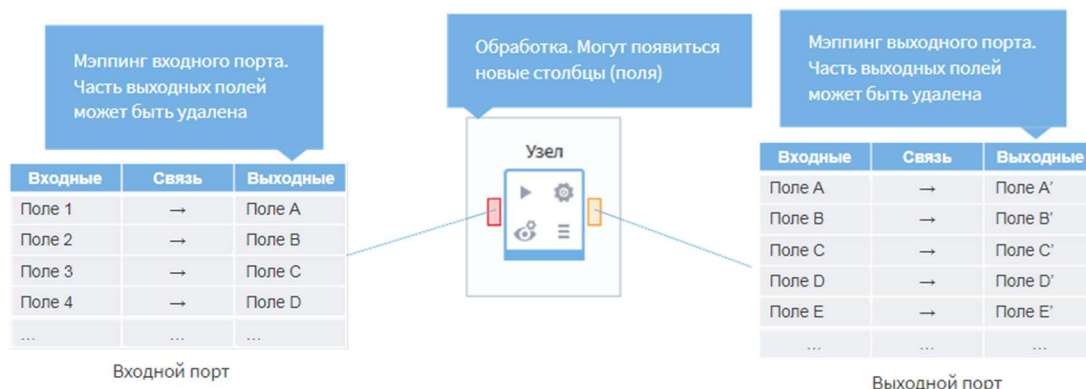 Мэппинг входного порта.
Часть выходных полей
может быть удалена
Входные Связь Выходные
Поле 1 → Поле A
Поле 2 → Поле B
Поле 3 → Поле C
Поле 4 → Поле D
... ... ...
Входной порт
Обработка. Могут появиться
новые столбцы (поля)
Узел
Мэппинг выходного порта.
Часть выходных полей
может быть удалена
Входные Связь Выходные
Поле A → Поле A'
Поле B → Поле B'
Поле C → Поле C'
Поле D → Поле D'
Поле E → Поле E'
... ... ...
Выходной порт